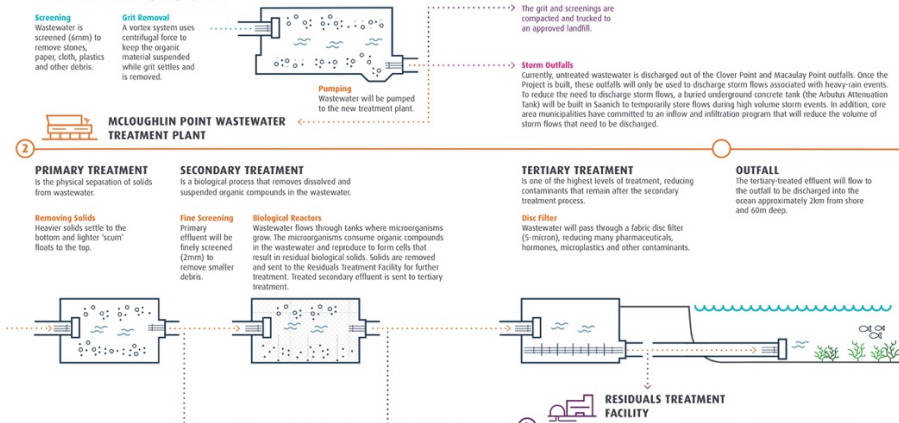 Screening
Wastewater is
screened (6mm) to
remove stones,
paper, cloth, plastics
and other debris.
Grit Removal
A vortex system uses
centrifugal force to
keep the organic
material suspended
while grit settles and
is removed.
Pumping
Wastewater will be pumped
to the new treatment plant.
The grit and screenings are
compacted and trucked to
an approved landfill.
Storm Outfalls
Currently, untreated wastewater is discharged out of the Clover Point and Macaulay Point outfalls. Once the
Project is built, these outfalls will only be used to discharge storm flows associated with heavy-rain events.
To reduce the need to discharge storm flows, a buried underground concrete tank (the Arbutus Attenuation
Tank) will be built in Saanich to temporarily store flows during high volume storm events. In addition, core
area municipalities have committed to an inflow and infiltration program that will reduce the volume of
storm flows that need to be discharged.
MCLOUGHLIN POINT WASTEWATER
TREATMENT PLANT
2
PRIMARY TREATMENT
Is the physical separation of solids
from wastewater.
Removing Solids
Heavier solids settle to the
bottom and lighter 'scum'
floats to the top.
SECONDARY TREATMENT
Is a biological process that removes dissolved and
suspended organic compounds in the wastewater.
Fine Screening
Primary
effluent will be
finely screened
(2mm) to
remove smaller
debris.
Biological Reactors
Wastewater flows through tanks where microorganisms
grow. The microorganisms consume organic compounds
in the wastewater and reproduce to form cells that
result in residual biological solids. Solids are removed
and sent to the Residuals Treatment Facility for further
treatment. Treated secondary effluent is sent to tertiary
treatment.
TERTIARY TREATMENT
Is one of the highest levels of treatment, reducing
contaminants that remain after the secondary
treatment process.
Disc Filter
Wastewater will pass through a fabric disc filter
(5-micron), reducing many pharmaceuticals,
hormones, microplastics and other contaminants.
OUTFALL
The tertiary-treated effluent will flow to
the outfall to be discharged into the
ocean approximately 2km from shore
and 60m deep.
RESIDUALS TREATMENT
FACILITY